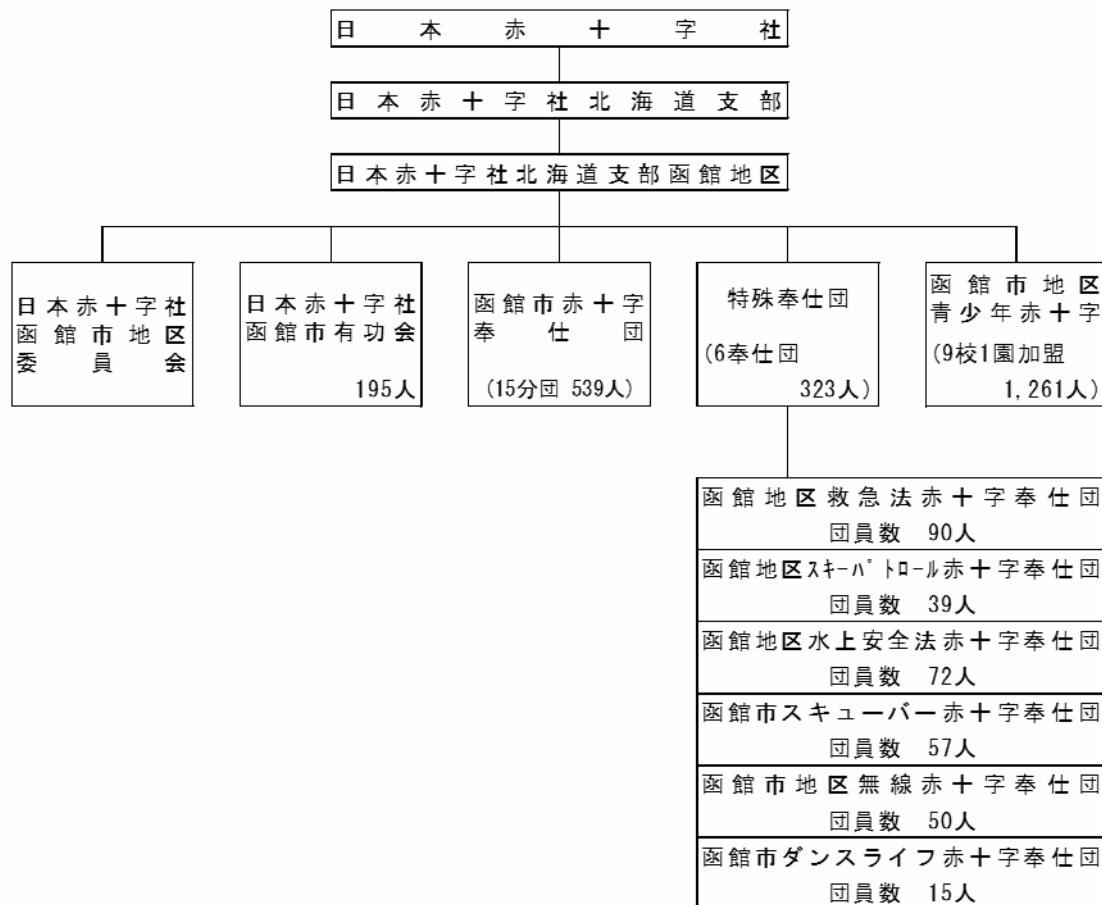 日本赤十字社
日本赤十字社北海道支部
日本赤十字社北海道支部函館地区
日本赤十字社
函館市地区
委員会
日本赤十字社
函館市有功会
195人
函館市赤十字
奉仕団
(15分団 539人)
特殊奉仕団
(6奉仕団
323人)
函館市地区
青少年赤十字
(9校1園加盟
1,261人)
函館地区救急法赤十字奉仕団
団員数 90人
函館地区スキーパトロール赤十字奉仕団
団員数 39人
函館地区水上安全法赤十字奉仕団
団員数 72人
函館市スキューバー赤十字奉仕団
団員数 57人
函館市地区無線赤十字奉仕団
団員数 50人
函館市ダンスライフ赤十字奉仕団
団員数 15人